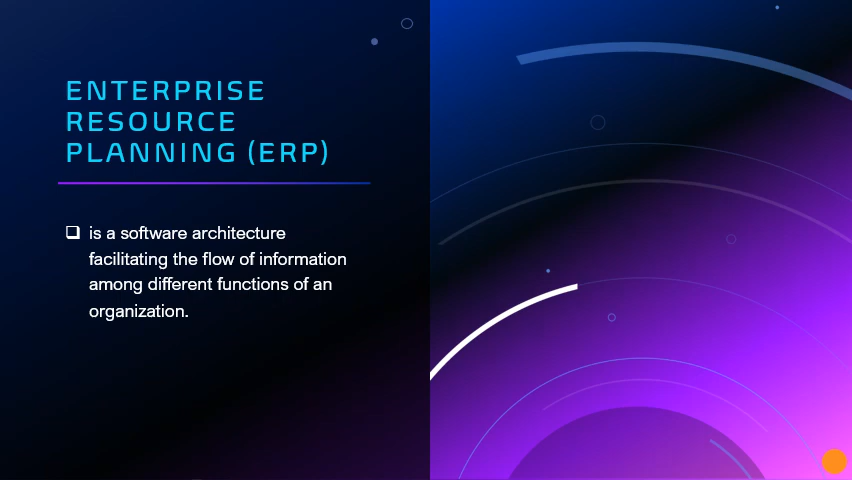 ENTERPRISE
RESOURCE
PLANNING (ERP)
❑ is a software architecture
facilitating the flow of information
among different functions of an
organization.